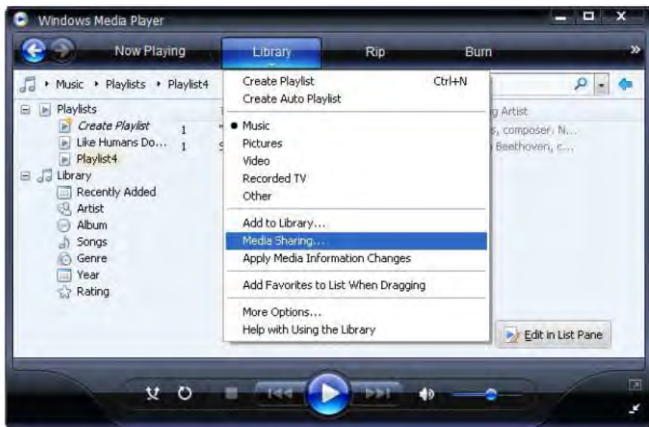 Windows Media Player
Now Playing Library Rip Burn »
Music ▸ Playlists ▸ Playlist4
Playlists
Create Playlist
Like Humans Do...
Playlist4
Library
Recently Added
Artist
Album
Songs
Genre
Year
Rating
1
1
Create Playlist Ctrl+N
Create Auto Playlist
Music
Pictures
Video
Recorded TV
Other
Add to Library...
Media Sharing...
Apply Media Information Changes
Add Favorites to List When Dragging
More Options...
Help with Using the Library
Artist
composer. N...
Beethoven, c...
Edit in List Pane